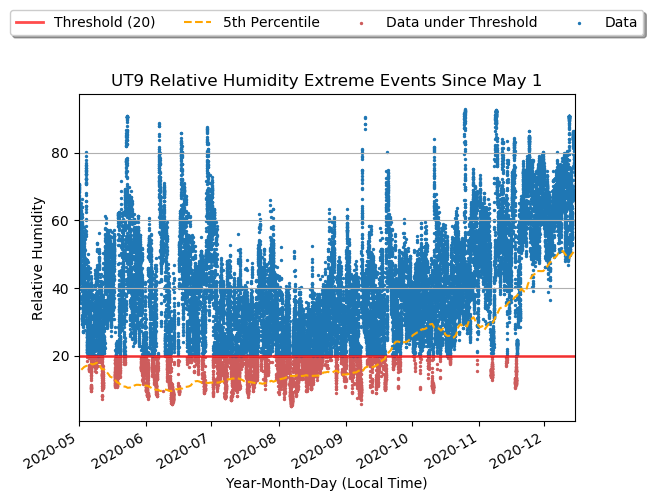 Threshold (20) 5th Percentile Data under Threshold Data
UT9 Relative Humidity Extreme Events Since May 1
Relative Humidity
80
60
40
20
2020-05 2020-06 2020-07 2020-08 2020-09 2020-10 2020-11 2020-12
Year-Month-Day (Local Time)